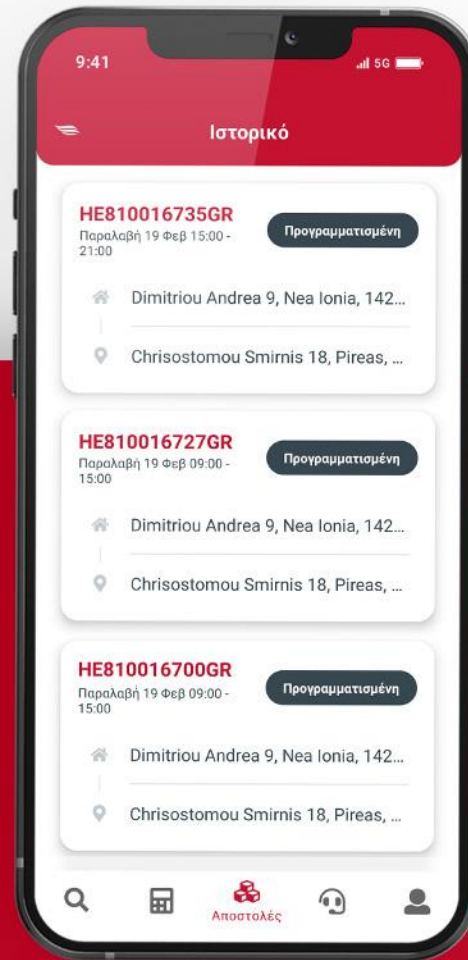 9:41
5G
Ιστορικό
HE810016735GR
Παραλαβή 19 Φεβ 15:00 -
21:00
Προγραμματισμένη
Dimitriou Andrea 9, Nea Ionia, 142...
Chrisostomou Smirnis 18, Pireas, ...
HE810016727GR
Παραλαβή 19 Φεβ 09:00 -
15:00
Προγραμματισμένη
Dimitriou Andrea 9, Nea Ionia, 142...
Chrisostomou Smirnis 18, Pireas, ...
HE810016700GR
Παραλαβή 19 Φεβ 09:00 -
15:00
Προγραμματισμένη
Dimitriou Andrea 9, Nea Ionia, 142...
Chrisostomou Smirnis 18, Pireas, ...
Αποστολές